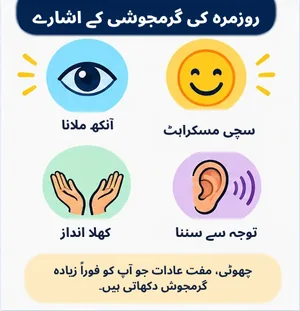 روزمرہ کی گرمجوشی کے اشارے
سچی مسکراہٹ
آنکھ ملانا
توجہ سے سننا
کھلا انداز
چھوٹی، مفت عادات جو آپ کو فوراً زیادہ
گرمجوش دکھاتی ہیں۔